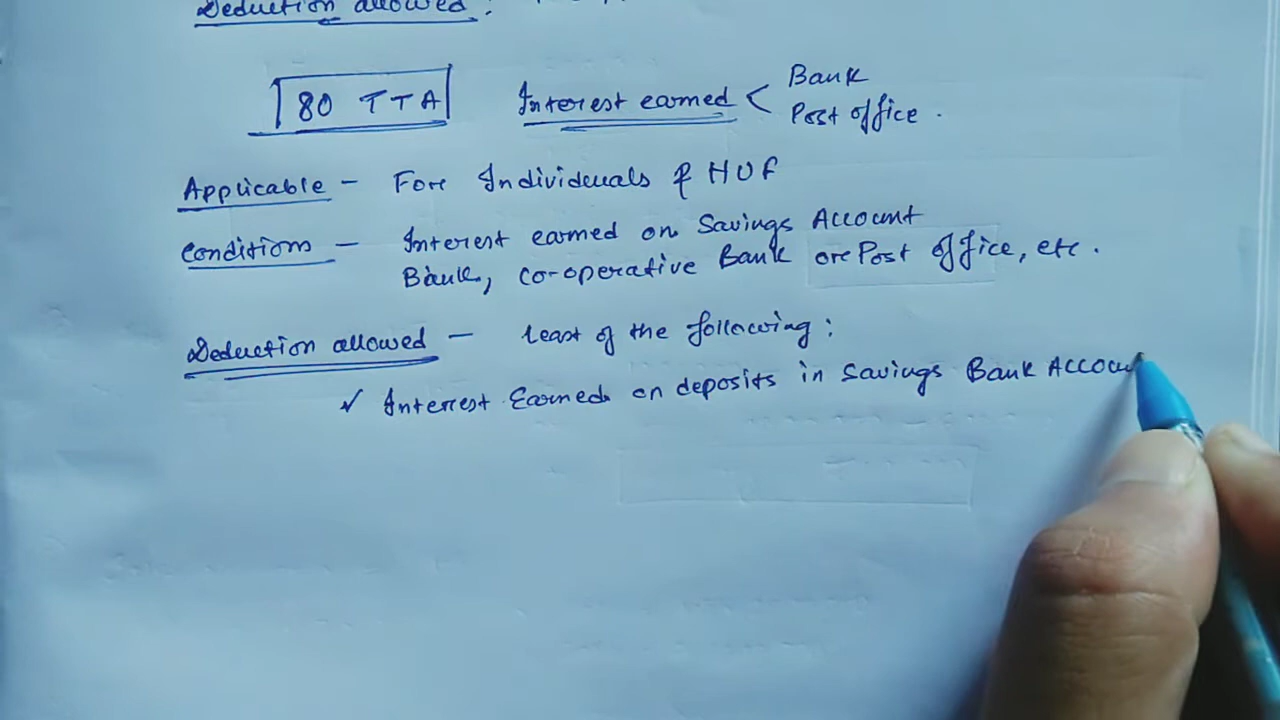 Deduction allowed :
80 TTA Interest earned < Bank
Post office .
Applicable - For Individuals & HUF
Conditions - Interest earned on Savings Account
Bank, co-operative Bank or Post office, etc .
Deduction allowed - least of the following :
✓ Interest Earned on deposits in Savings Bank Accou